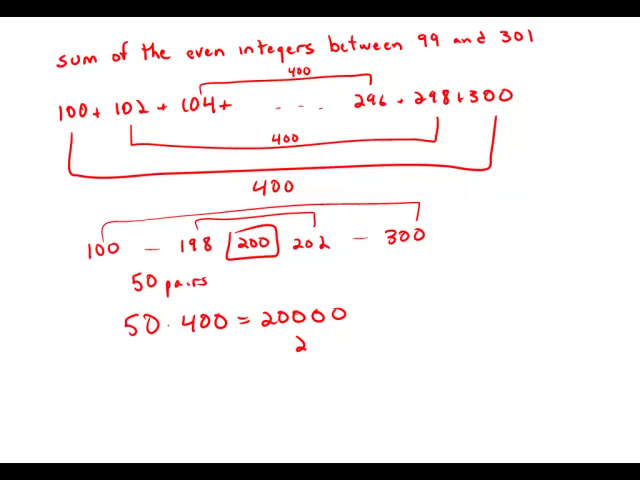 sum of the even integers between 99 and 301
400
100 + 102 + 104 + . . . 296 + 298 + 300
400
400
100 – 198 200 202 – 300
50 pairs
50 · 400 = 20000
2